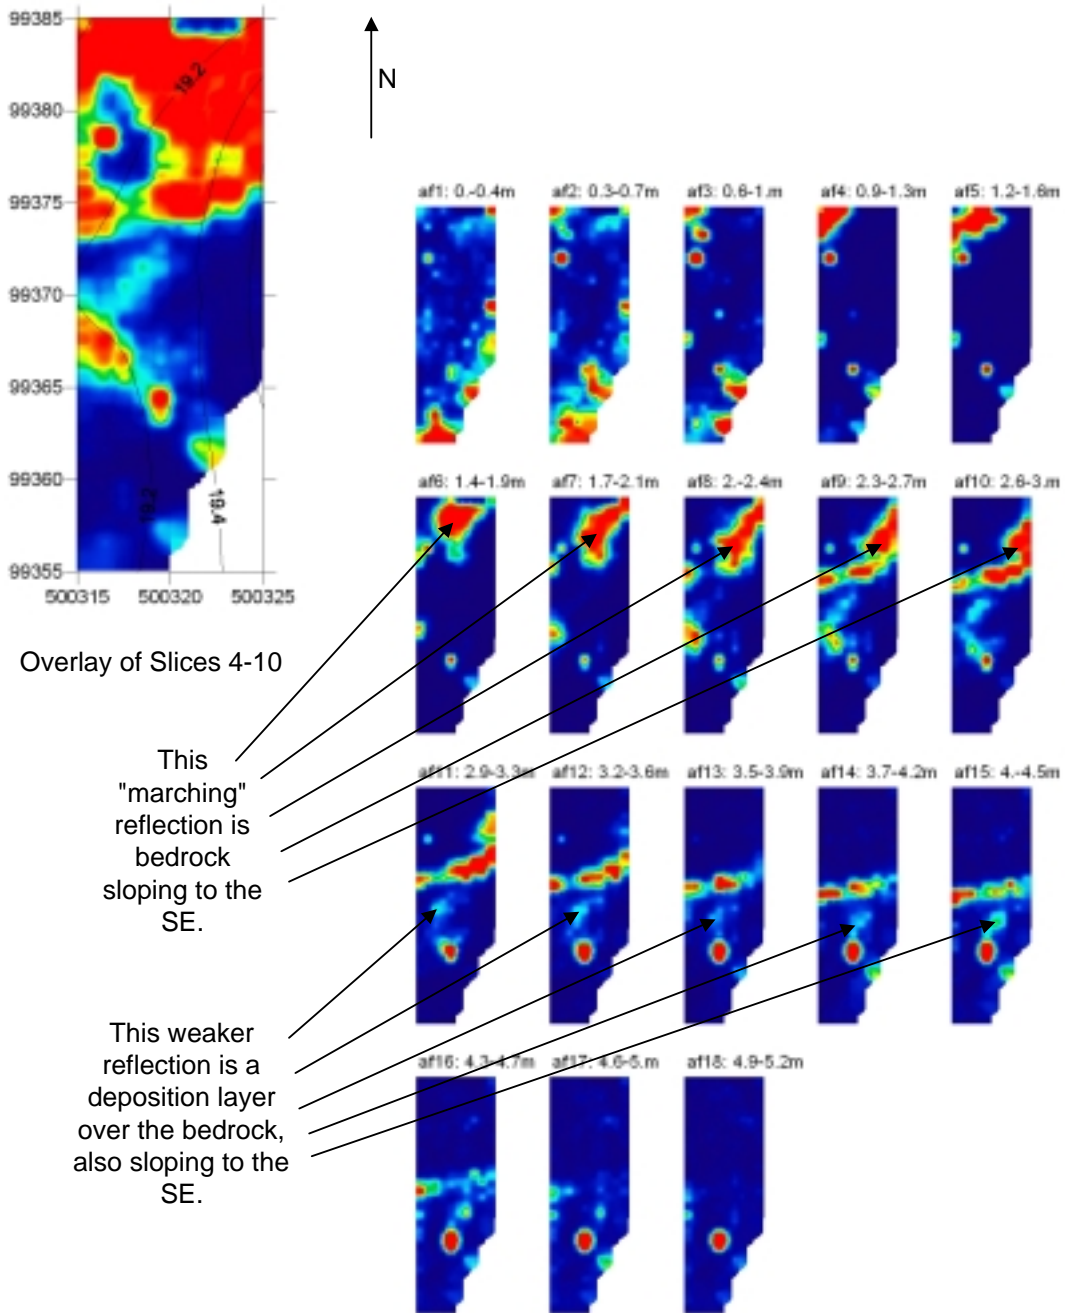 99385
99380
99375
99370
99365
99360
99355
500315 500320 500325
19.2
19.2
19.4
N
Overlay of Slices 4-10
af1: 0.-0.4m af2: 0.3-0.7m af3: 0.6-1.m af4: 0.9-1.3m af5: 1.2-1.6m
af6: 1.4-1.9m af7: 1.7-2.1m af8: 2.-2.4m af9: 2.3-2.7m af10: 2.6-3.m
This
"marching"
reflection is
bedrock
sloping to the
SE.
af11: 2.9-3.3m af12: 3.2-3.6m af13: 3.5-3.9m af14: 3.7-4.2m af15: 4.-4.5m
This weaker
reflection is a
deposition layer
over the bedrock,
also sloping to the
SE.
af16: 4.3-4.7m af17: 4.6-5.m af18: 4.9-5.2m